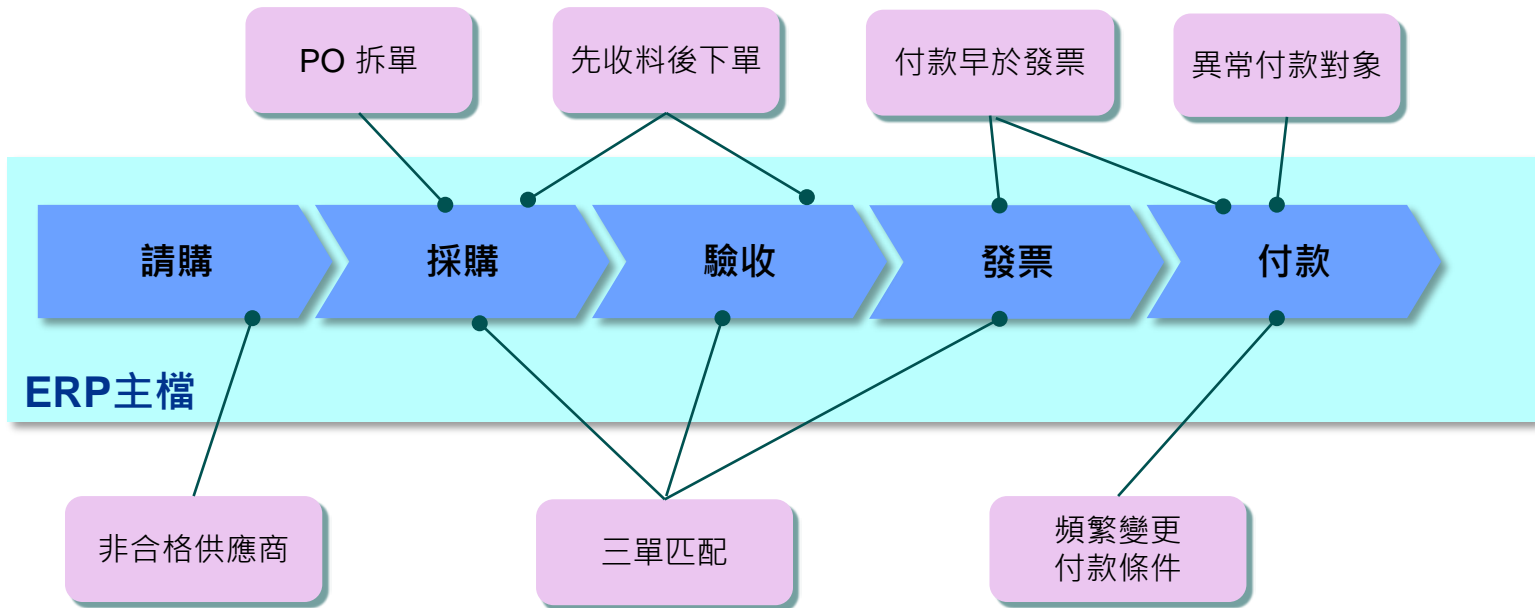 PO 拆單
先收料後下單
付款早於發票
異常付款對象
請購
採購
驗收
發票
付款
ERP主檔
非合格供應商
三單匹配
頻繁變更
付款條件